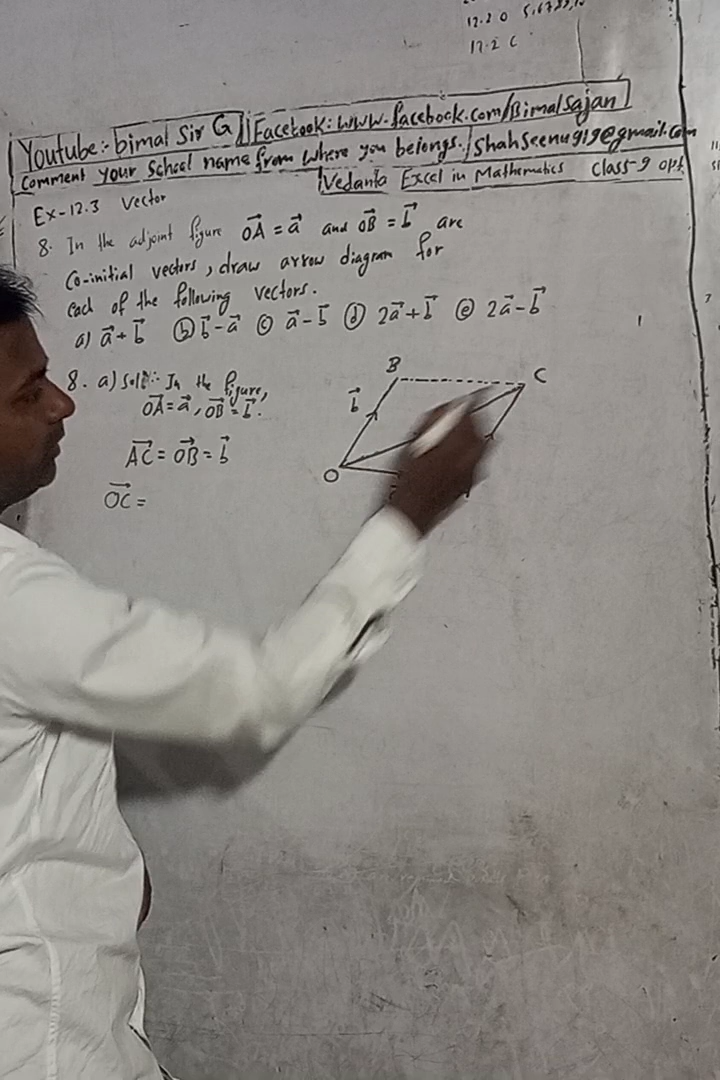 17.2 C
Youtube:- bimal Sir G || Facebook: www.facebook.com/Bimalsajan
Comment your School name from where you belongs. / Shahseenu919@gmail.com
Vedanta Excel in Mathematics Class-9 opt
Ex-12.3 Vector
8. In the adjoint figure OA⃗ = a⃗ and OB⃗ = b⃗ are
Co-initial vectors, draw arrow diagram for
each of the following vectors.
a) a⃗ + b⃗ (b) b⃗ - a⃗ (c) a⃗ - b⃗ (d) 2a⃗ + b⃗ (e) 2a⃗ - b⃗
8. a) Solⁿ:- In the figure,
OA⃗ = a⃗, OB⃗ = b⃗.
AC⃗ = OB⃗ = b⃗
OC⃗ =
B
C
b⃗
O